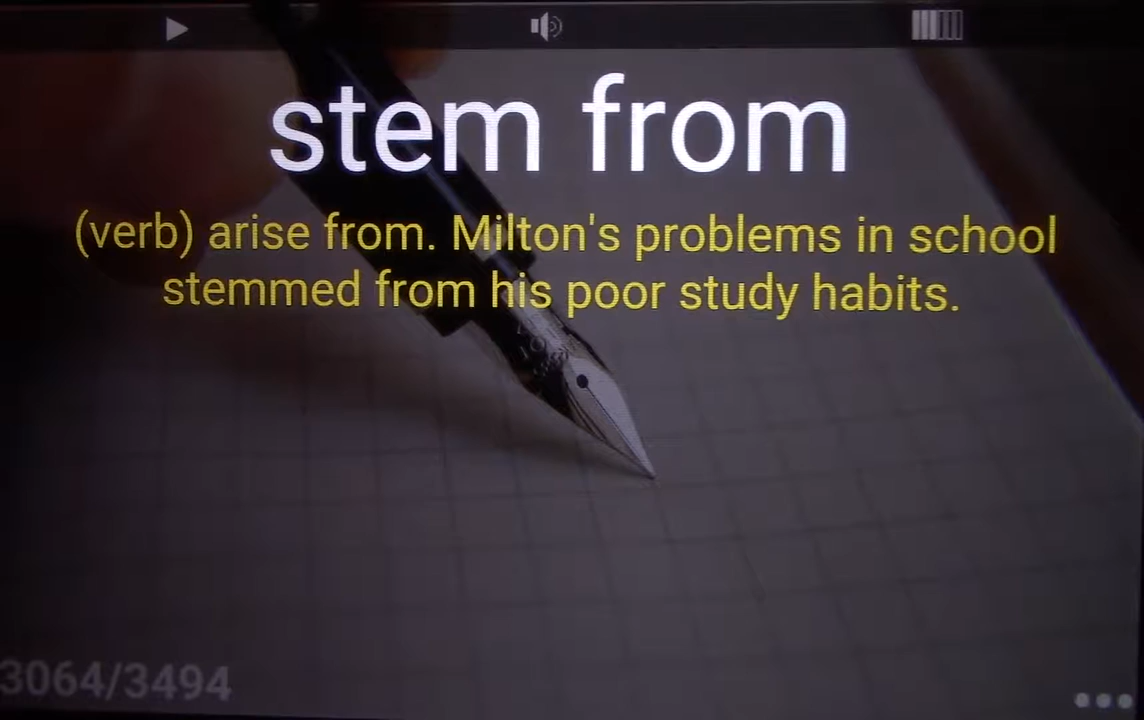 stem from
(verb) arise from. Milton's problems in school
stemmed from his poor study habits.
3064/3494